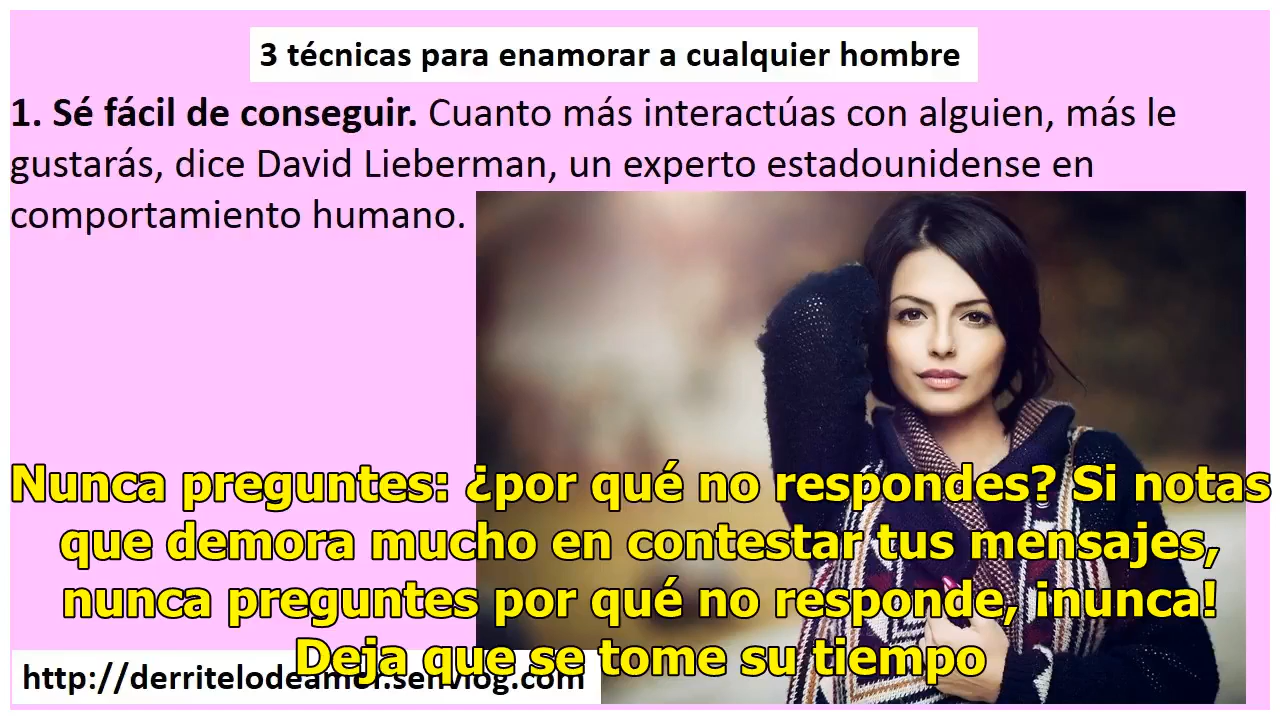 3 técnicas para enamorar a cualquier hombre
1. Sé fácil de conseguir. Cuanto más interactúas con alguien, más le
gustarás, dice David Lieberman, un experto estadounidense en
comportamiento humano.
Nunca preguntes: ¿por qué no respondes? Si notas
que demora mucho en contestar tus mensajes,
nunca preguntes por qué no responde, ¡nunca!
Deja que se tome su tiempo
http://derritelodeamor.senvlog.com